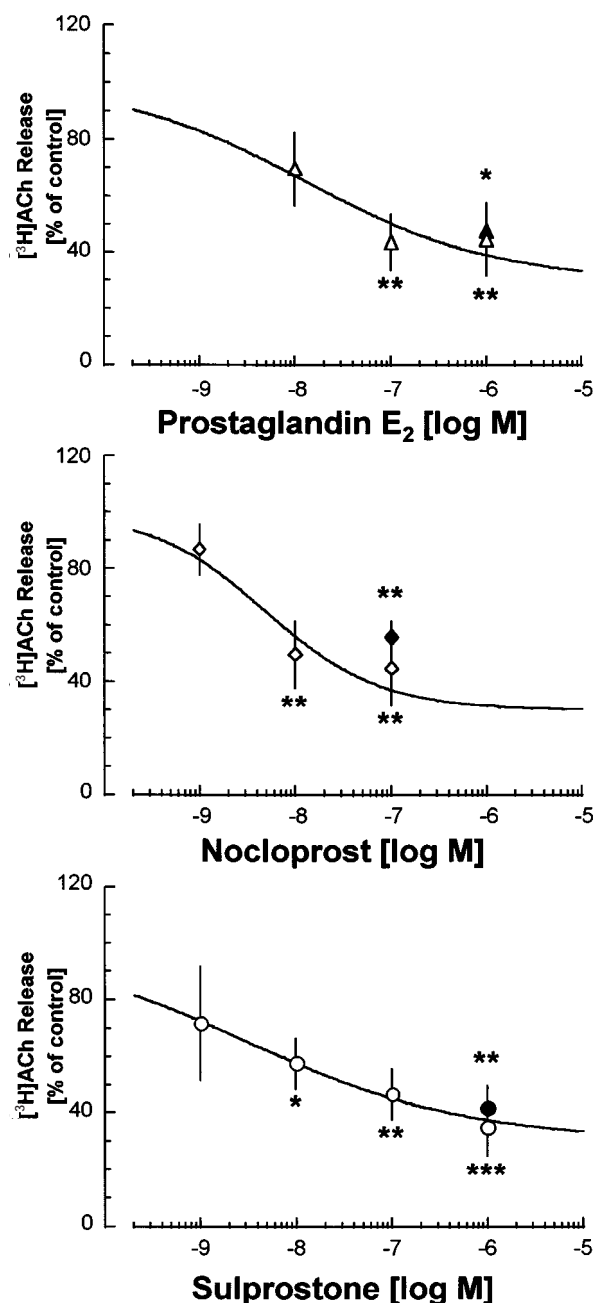 120
80
40
0
[³H]ACh Release
[% of control]
*
**
**
-9 -8 -7 -6 -5
Prostaglandin E₂ [log M]
120
80
40
0
[³H]ACh Release
[% of control]
**
**
**
-9 -8 -7 -6 -5
Nocloprost [log M]
120
80
40
0
[³H]ACh Release
[% of control]
**
*
**
***
-9 -8 -7 -6 -5
Sulprostone [log M]